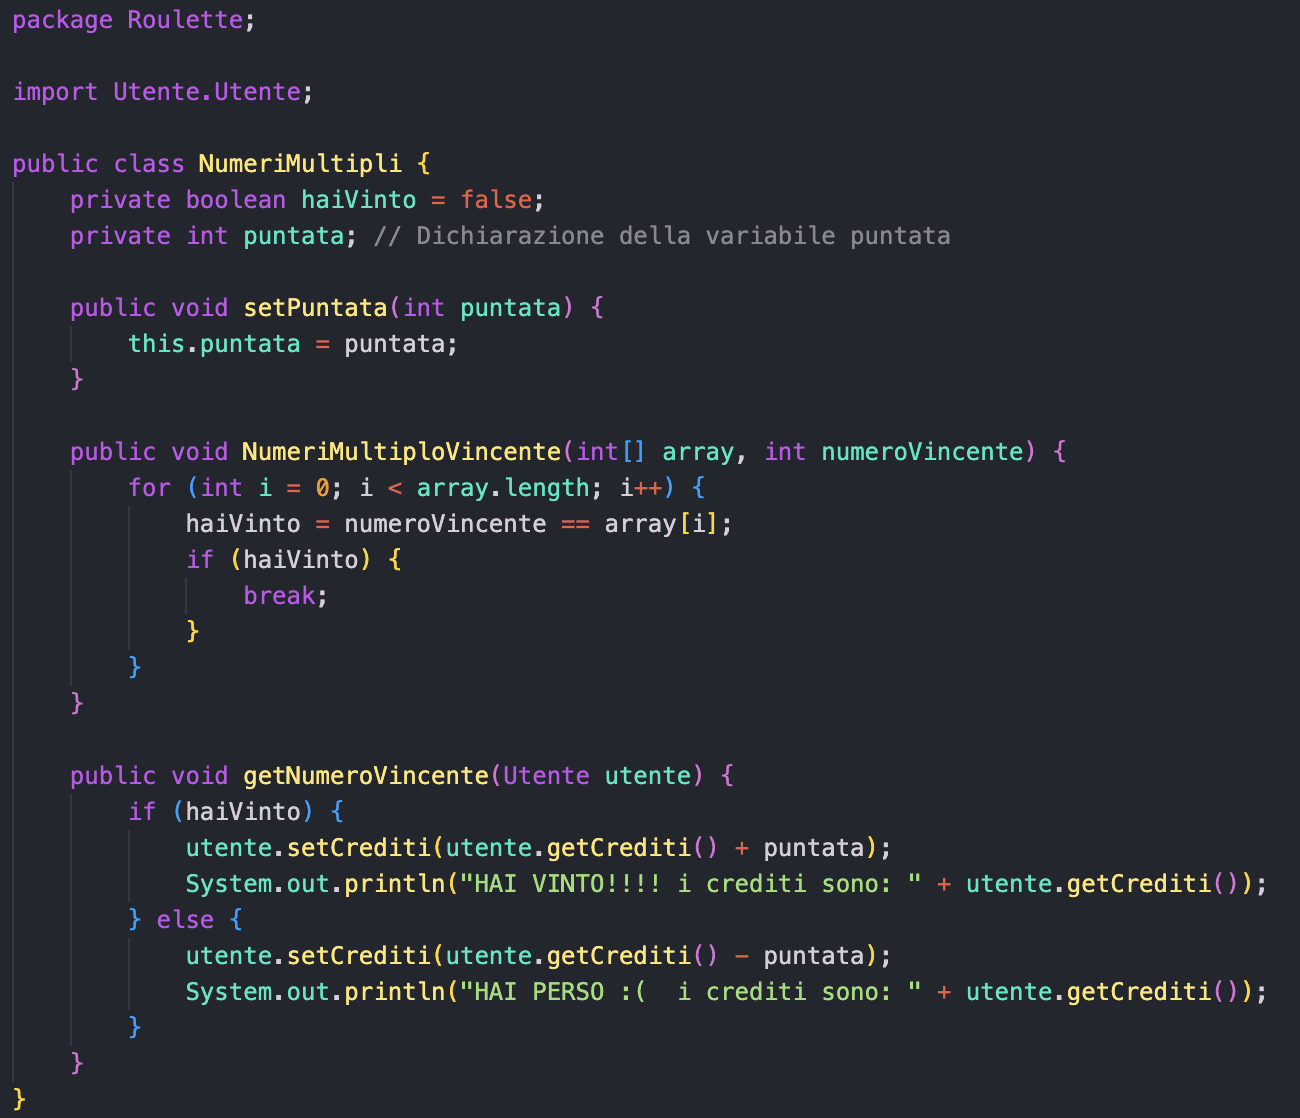 package Roulette;
import Utente.Utente;
public class NumeriMultipli {
    private boolean haiVinto = false;
    private int puntata; // Dichiarazione della variabile puntata
    public void setPuntata(int puntata) {
        this.puntata = puntata;
    }
    public void NumeriMultiploVincente(int[] array, int numeroVincente) {
        for (int i = 0; i < array.length; i++) {
            haiVinto = numeroVincente == array[i];
            if (haiVinto) {
                break;
            }
        }
    }
    public void getNumeroVincente(Utente utente) {
        if (haiVinto) {
            utente.setCrediti(utente.getCrediti() + puntata);
            System.out.println("HAI VINTO!!!! i crediti sono: " + utente.getCrediti());
        } else {
            utente.setCrediti(utente.getCrediti() - puntata);
            System.out.println("HAI PERSO :(  i crediti sono: " + utente.getCrediti());
        }
    }
}